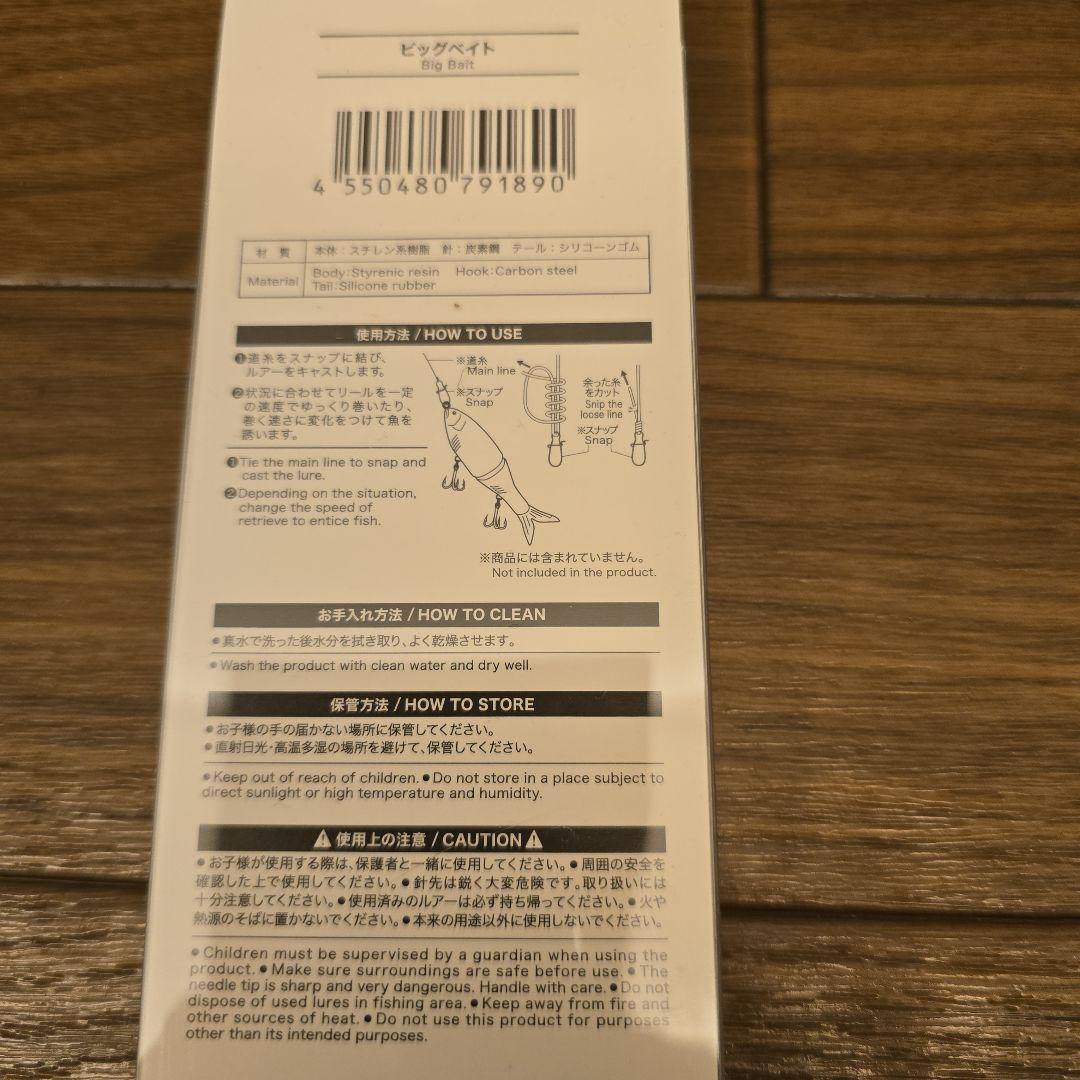 ビッグベイト
Big Bait
4 550480 791890
材 質 本体：スチレン系樹脂 針：炭素鋼 テール：シリコーンゴム
Material Body:Styrenic resin Hook:Carbon steel
Tail:Silicone rubber
使用方法 / HOW TO USE
❶道糸をスナップに結び、
ルアーをキャストします。
❷状況に合わせてリールを一定
の速度でゆっくり巻いたり、
巻く速さに変化をつけて魚を
誘います。
❶Tie the main line to snap and
cast the lure.
❷Depending on the situation,
change the speed of
retrieve to entice fish.
※道糸
Main line
※スナップ
Snap
余った糸
をカット
Snip the
loose line
※スナップ
Snap
※商品には含まれていません。
Not included in the product.
お手入れ方法 / HOW TO CLEAN
●真水で洗った後水分を拭き取り、よく乾燥させます。
●Wash the product with clean water and dry well.
保管方法 / HOW TO STORE
●お子様の手の届かない場所に保管してください。
●直射日光・高温多湿の場所を避けて、保管してください。
●Keep out of reach of children. ●Do not store in a place subject to
direct sunlight or high temperature and humidity.
⚠使用上の注意 / CAUTION⚠
●お子様が使用する際は、保護者と一緒に使用してください。●周囲の安全を
確認した上で使用してください。●針先は鋭く大変危険です。取り扱いには
十分注意してください。●使用済みのルアーは必ず持ち帰ってください。●火や
熱源のそばに置かないでください。●本来の用途以外に使用しないでください。
●Children must be supervised by a guardian when using the
product. ●Make sure surroundings are safe before use. ●The
needle tip is sharp and very dangerous. Handle with care. ●Do not
dispose of used lures in fishing area. ●Keep away from fire and
other sources of heat. ●Do not use this product for purposes
other than its intended purposes.